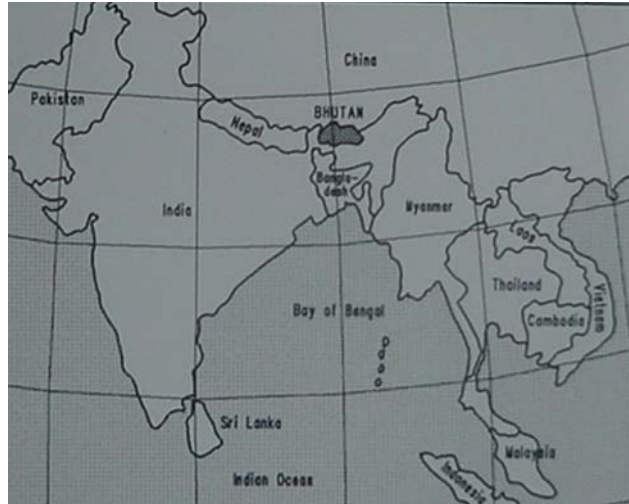 China
Pakistan
BHUTAN
Nepal
Bangla-
desh
India
Myanmar
Laos
Thailand
Vietnam
Bay of Bengal
Cambodia
Sri Lanka
Malaysia
Indian Ocean
Indonesia